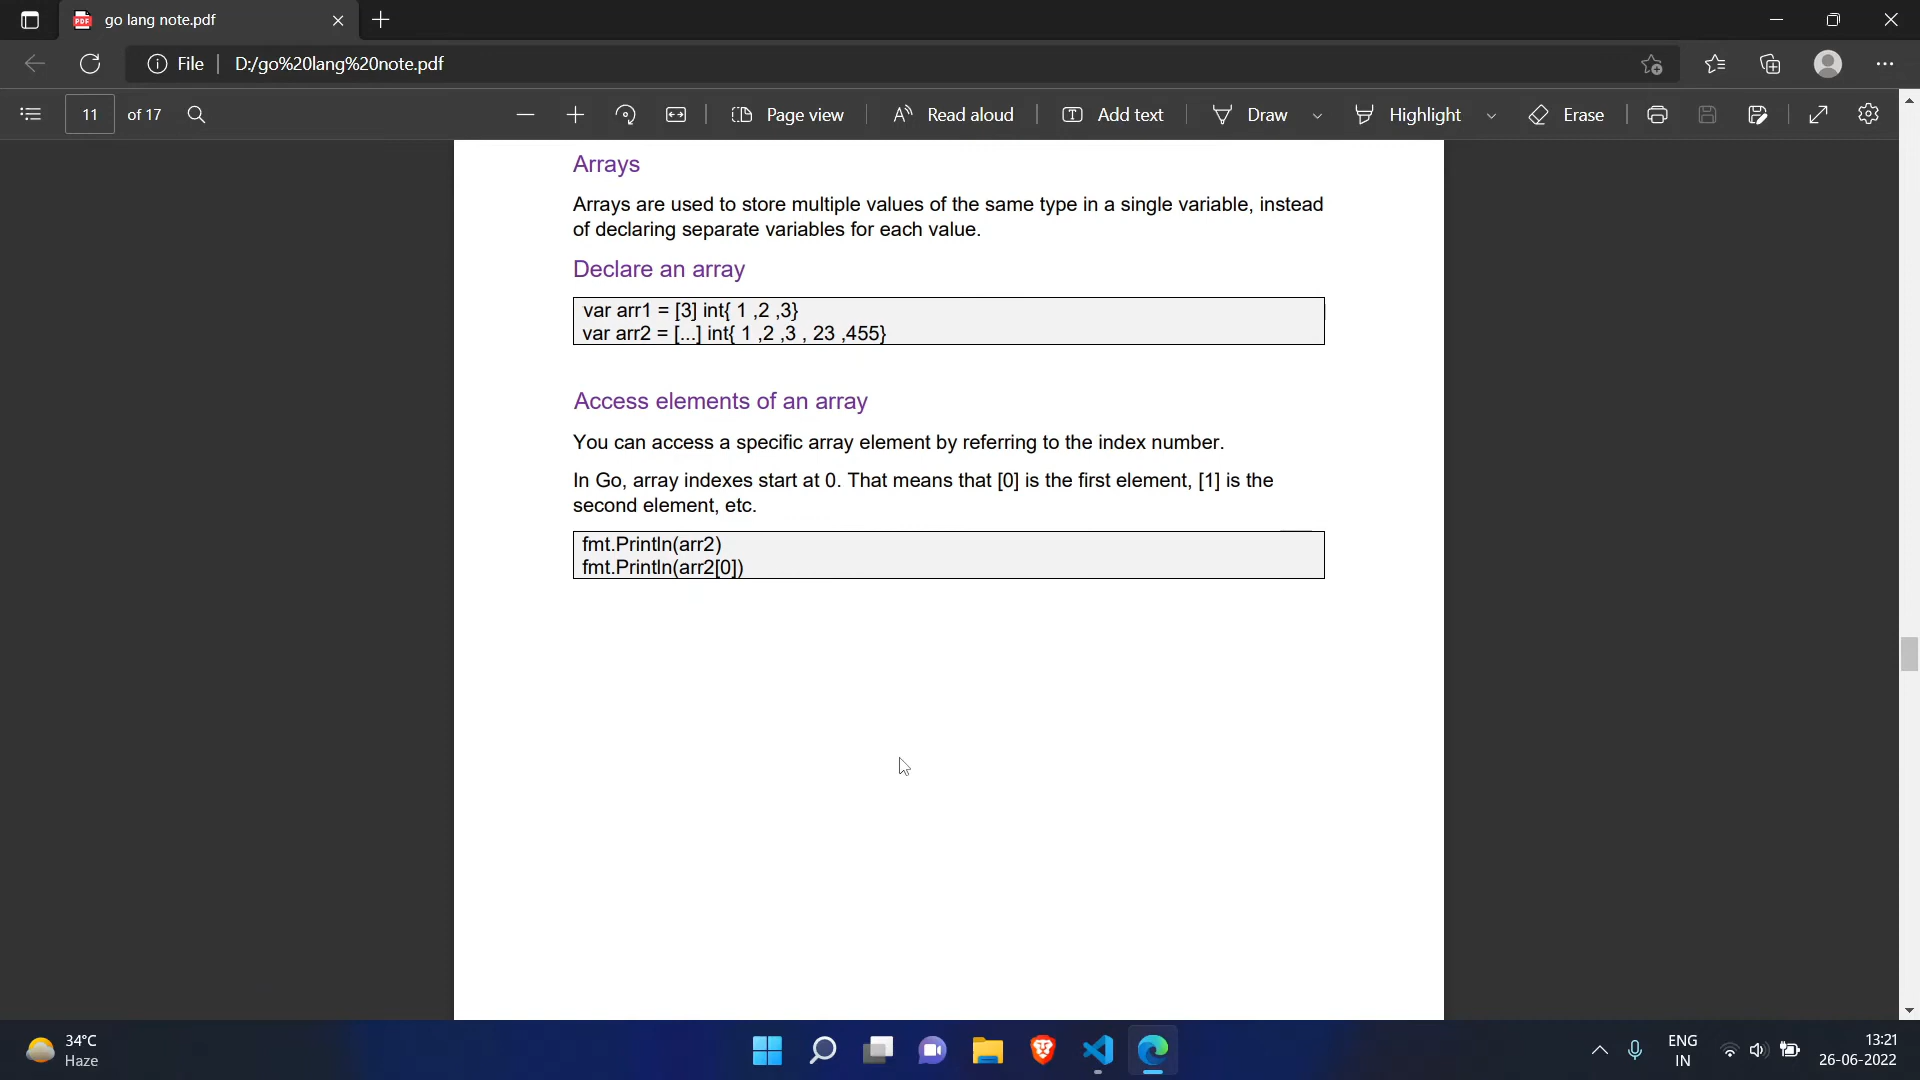 go lang note.pdf
File
D:/go%20lang%20note.pdf
11 of 17
Page view
Read aloud
Add text
Draw
Highlight
Erase
Arrays
Arrays are used to store multiple values of the same type in a single variable, instead
of declaring separate variables for each value.
Declare an array
var arr1 = [3] int{ 1 ,2 ,3}
var arr2 = [...] int{ 1 ,2 ,3 , 23 ,455}
Access elements of an array
You can access a specific array element by referring to the index number.
In Go, array indexes start at 0. That means that [0] is the first element, [1] is the
second element, etc.
fmt.Println(arr2)
fmt.Println(arr2[0])
34°C
Haze
ENG
IN
13:21
26-06-2022